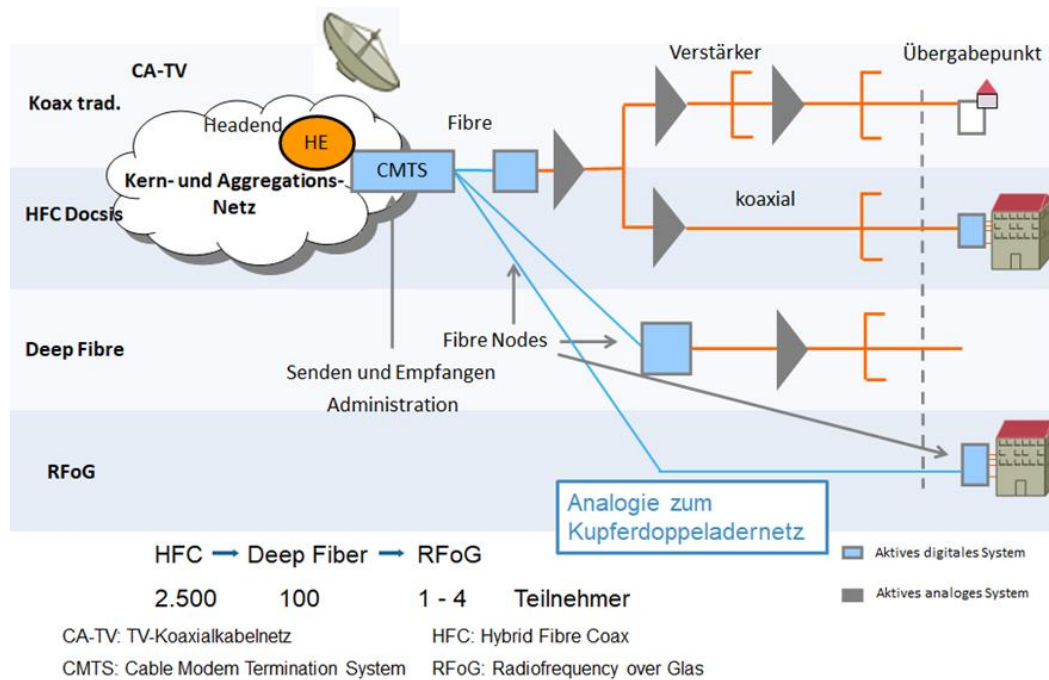 CA-TV
Koax trad.
Verstärker
Übergabepunkt
Headend
HE
Fibre
CMTS
Kern- und Aggregations-
Netz
HFC Docsis
koaxial
Deep Fibre
Fibre Nodes
Senden und Empfangen
Administration
RFoG
Analogie zum
Kupferdoppeladernetz
HFC → Deep Fiber → RFoG
2.500 100 1 - 4 Teilnehmer
Aktives digitales System
Aktives analoges System
CA-TV: TV-Koaxialkabelnetz HFC: Hybrid Fibre Coax
CMTS: Cable Modem Termination System RFoG: Radiofrequency over Glas